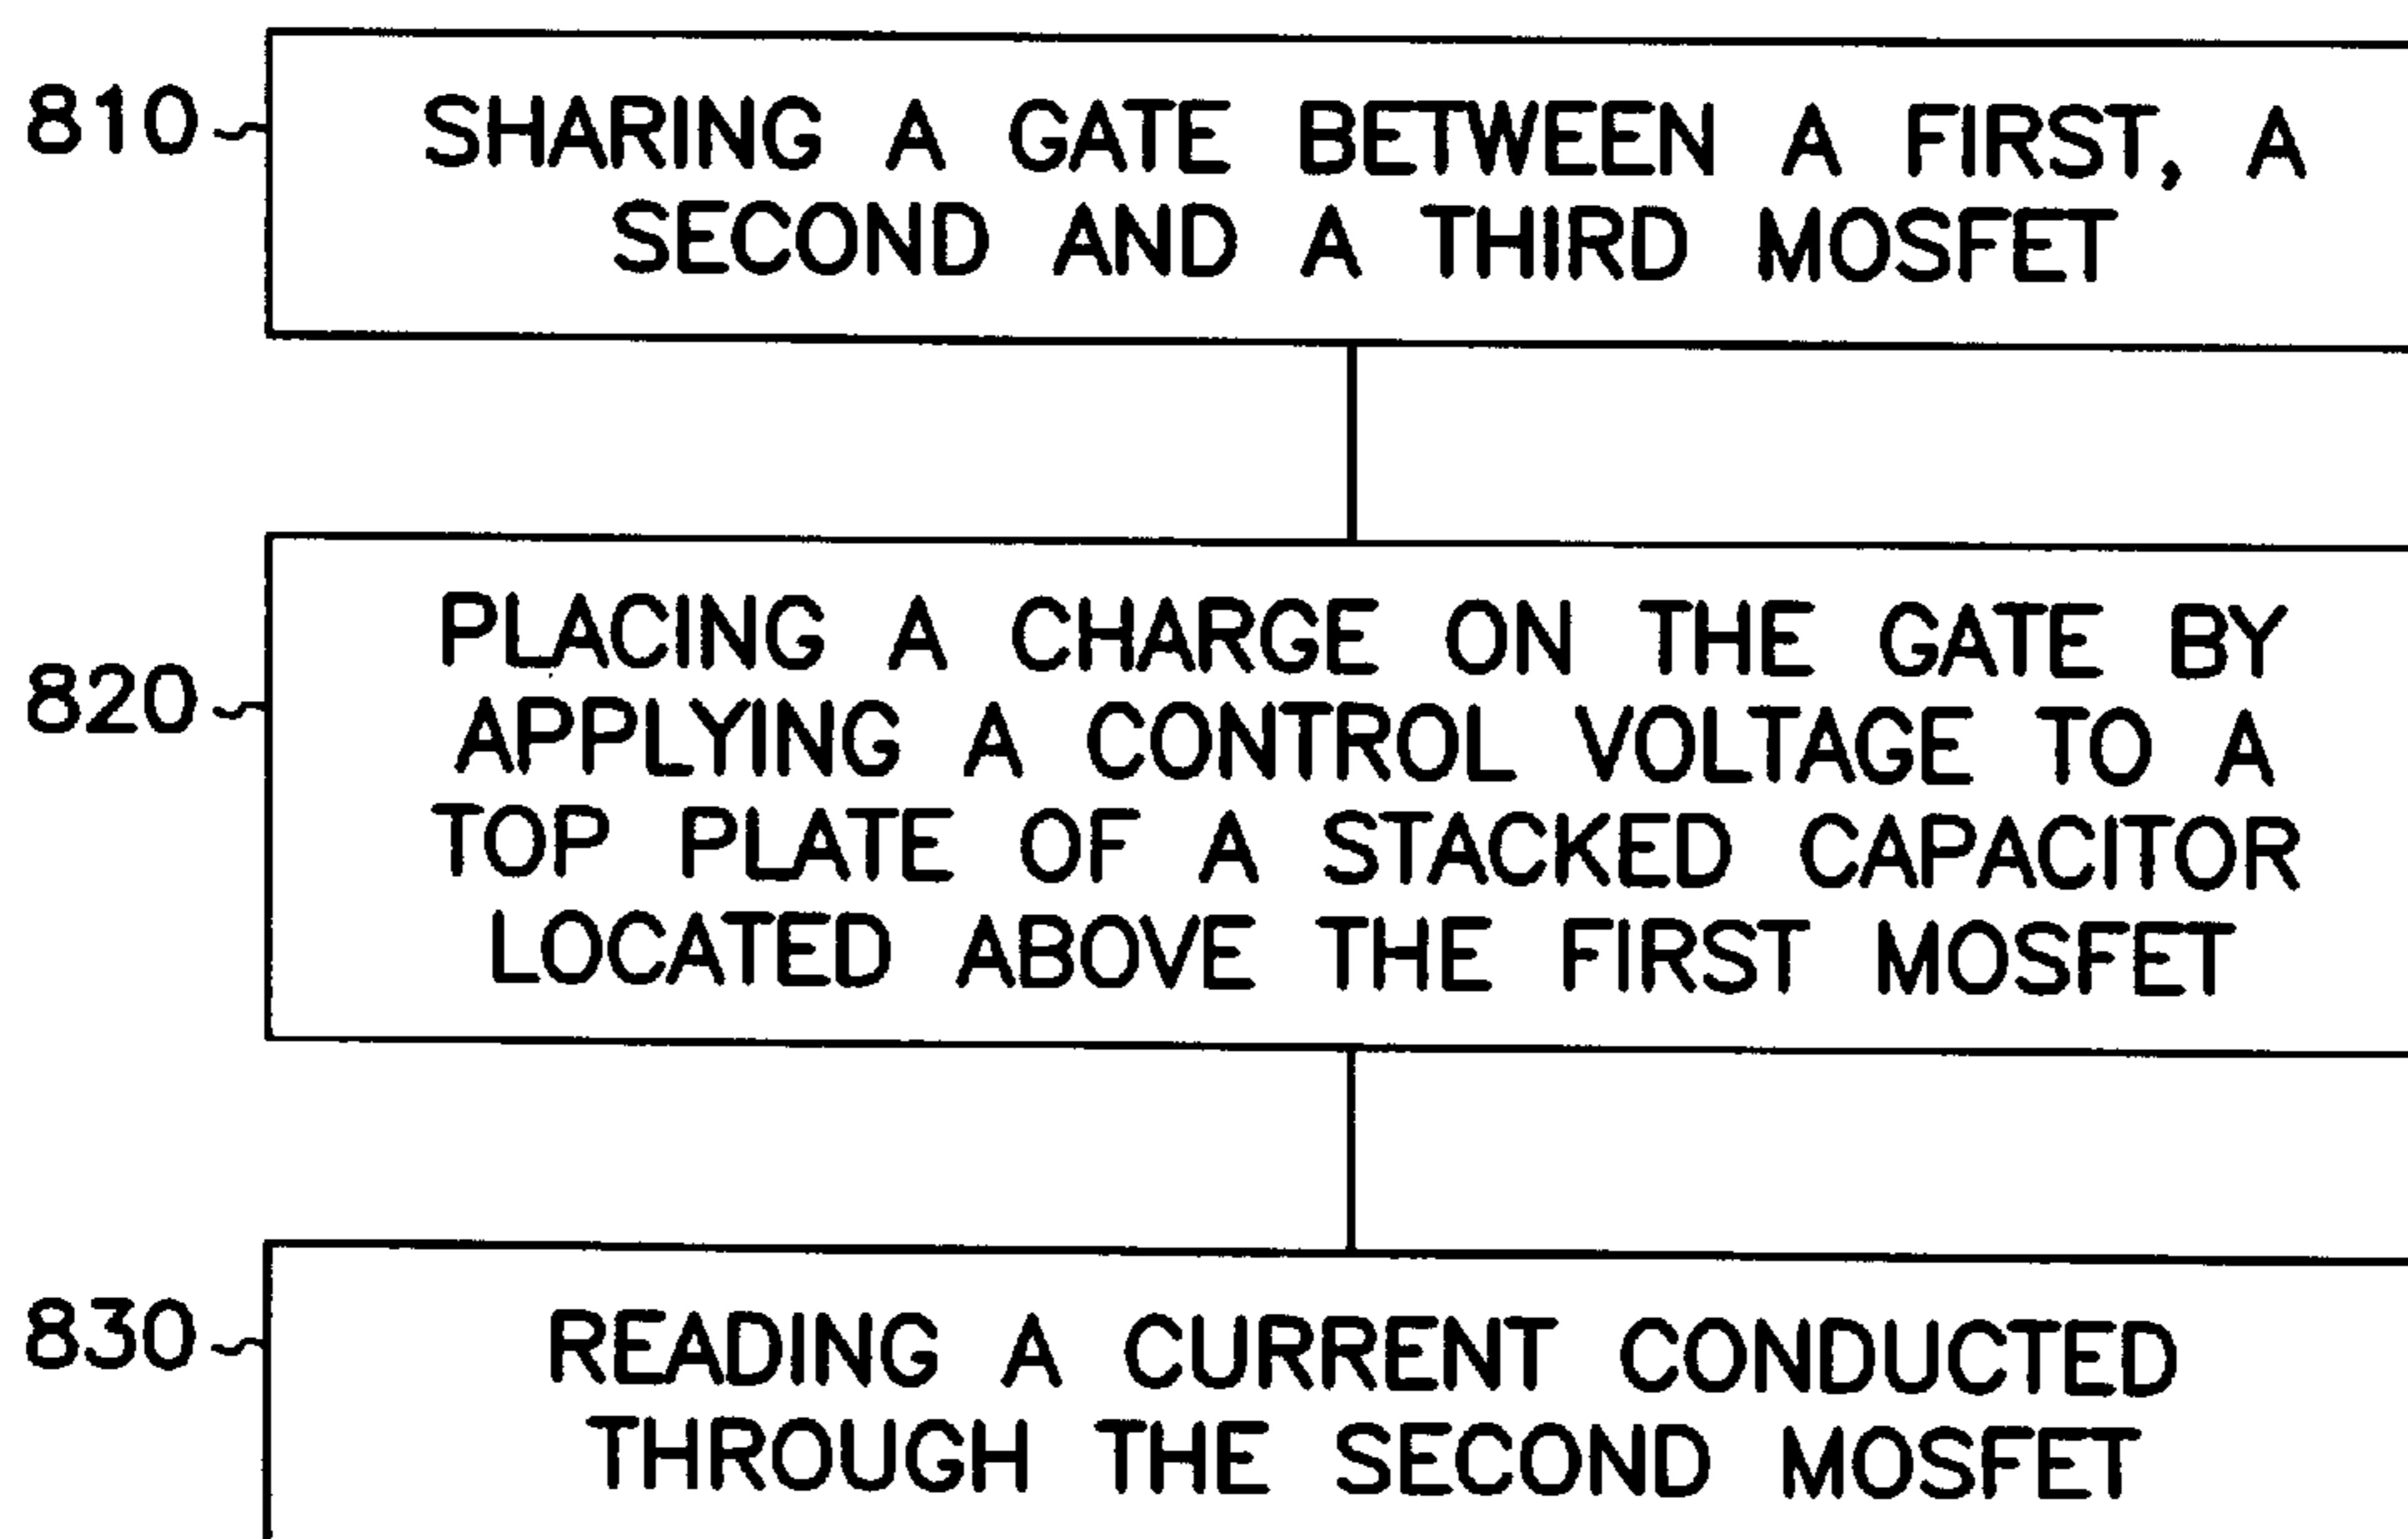 810
SHARING A GATE BETWEEN A FIRST, A
SECOND AND A THIRD MOSFET
820
PLACING A CHARGE ON THE GATE BY
APPLYING A CONTROL VOLTAGE TO A
TOP PLATE OF A STACKED CAPACITOR
LOCATED ABOVE THE FIRST MOSFET
830
READING A CURRENT CONDUCTED
THROUGH THE SECOND MOSFET